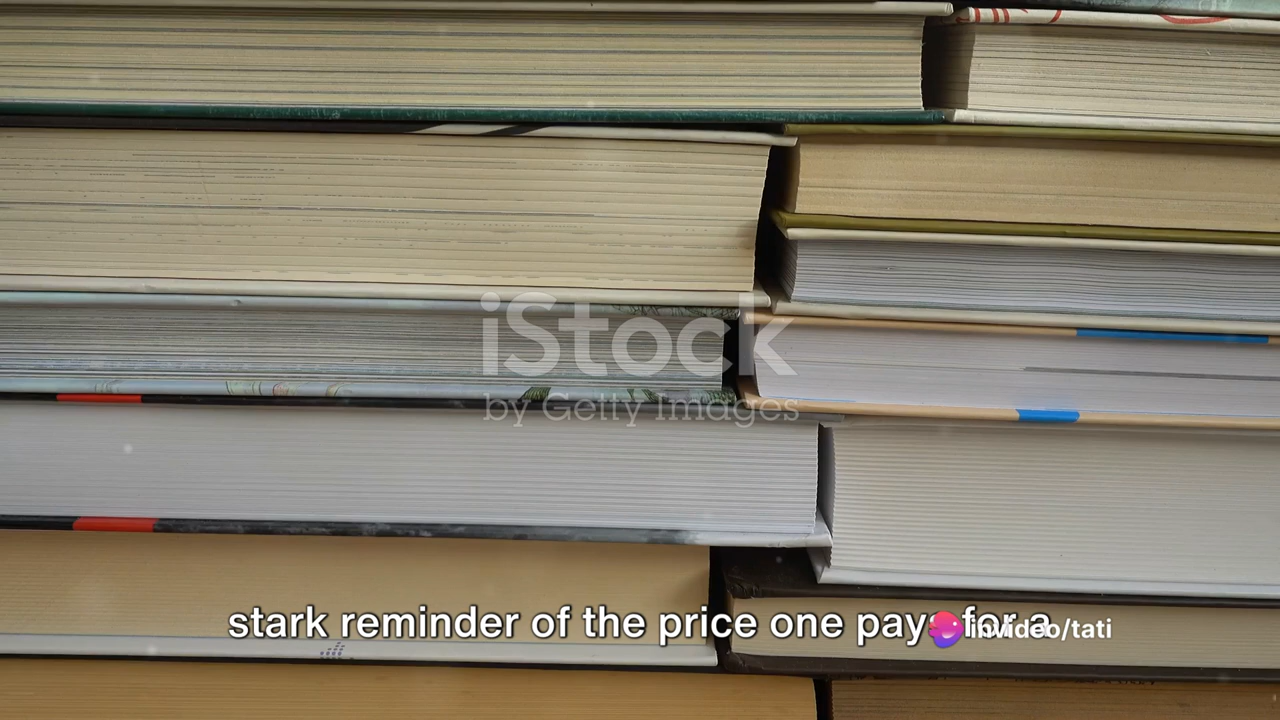 iStock
by Getty Images
stark reminder of the price one pays for a
invideo/tati